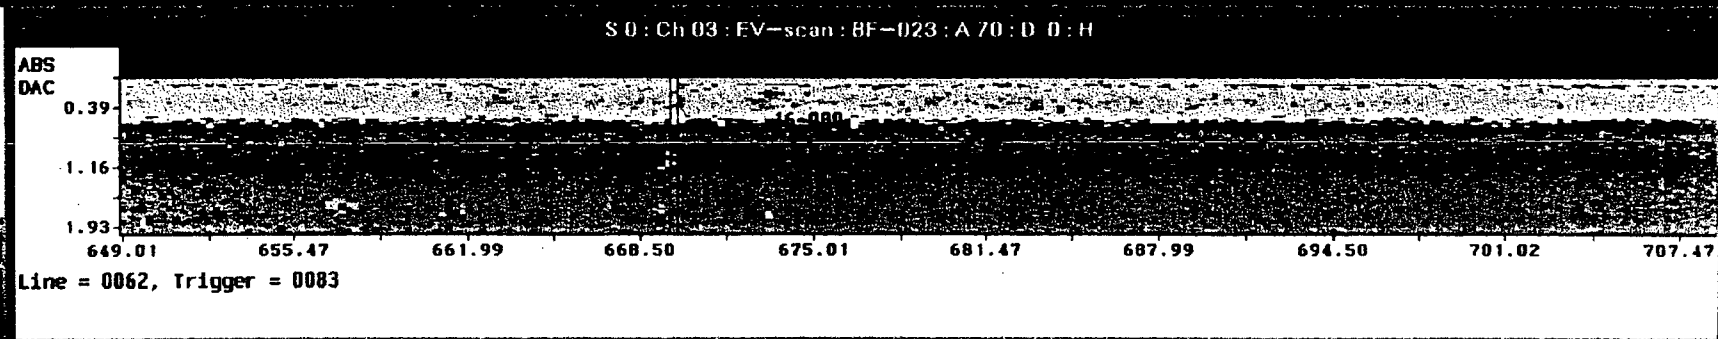 S 0 : Ch 03 : EV-scan : BF-023 : A 70 : D 0 : H
ABS
DAC
0.39
1.16
1.93
649.01 655.47 661.99 668.50 675.01 681.47 687.99 694.50 701.02 707.47
Line = 0062, Trigger = 0083